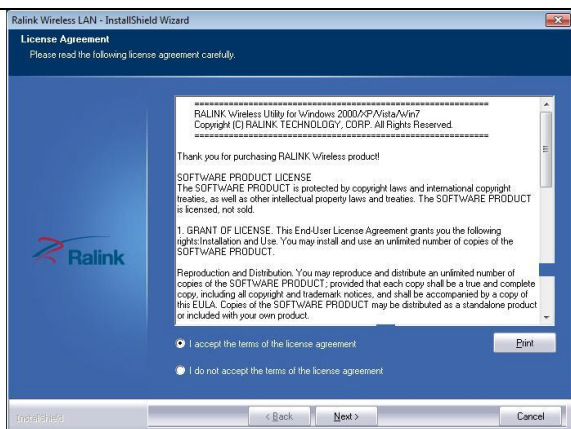 Ralink Wireless LAN - InstallShield Wizard
License Agreement
Please read the following license agreement carefully.
================================================================
RALINK Wireless Utility for Windows 2000/XP/Vista/Win7
Copyright (C) RALINK TECHNOLOGY, CORP. All Rights Reserved.
================================================================
Thank you for purchasing RALINK Wireless product!
SOFTWARE PRODUCT LICENSE
The SOFTWARE PRODUCT is protected by copyright laws and international copyright
treaties, as well as other intellectual property laws and treaties. The SOFTWARE PRODUCT
is licensed, not sold.
1. GRANT OF LICENSE. This End-User License Agreement grants you the following
rights:Installation and Use. You may install and use an unlimited number of copies of the
SOFTWARE PRODUCT.
Reproduction and Distribution. You may reproduce and distribute an unlimited number of
copies of the SOFTWARE PRODUCT; provided that each copy shall be a true and complete
copy, including all copyright and trademark notices, and shall be accompanied by a copy of
this EULA. Copies of the SOFTWARE PRODUCT may be distributed as a standalone product
or included with your own product.
Ralink
I accept the terms of the license agreement
Print
I do not accept the terms of the license agreement
InstallShield
< Back
Next >
Cancel